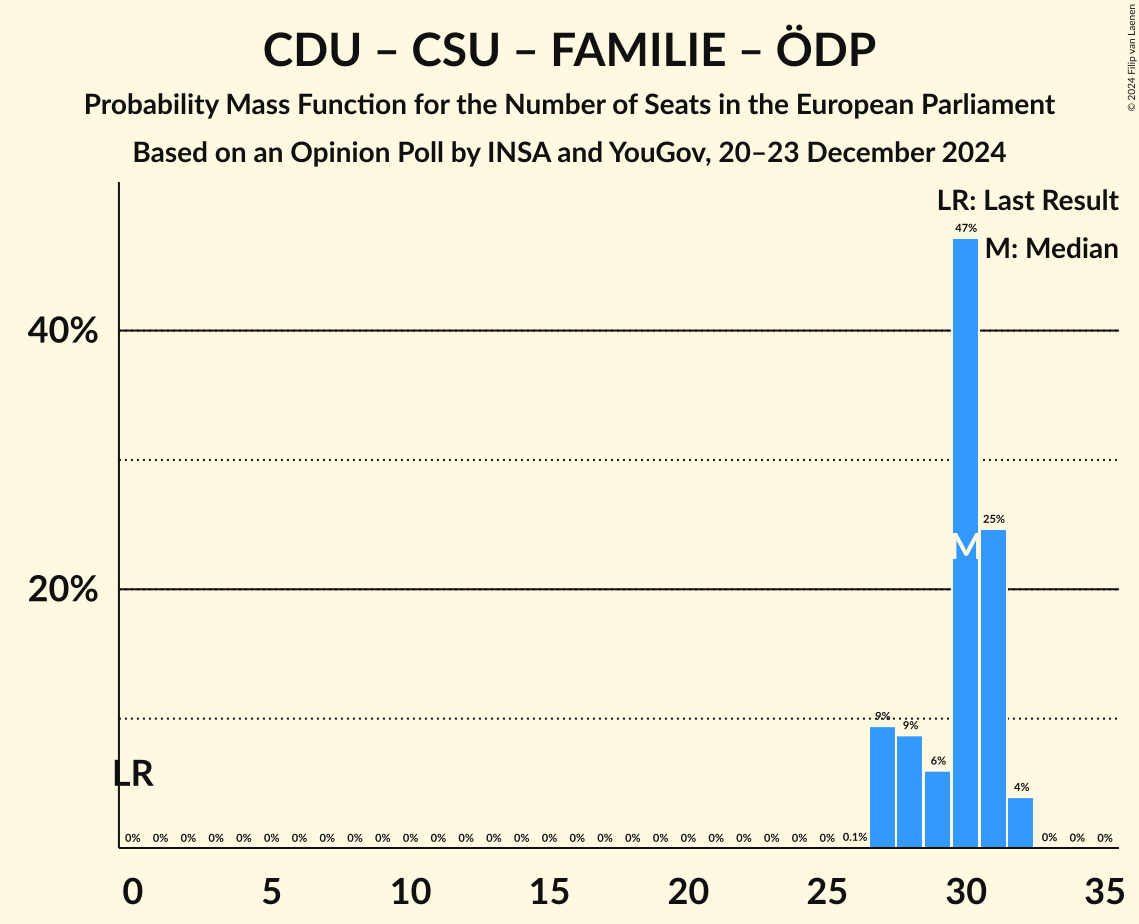 CDU – CSU – FAMILIE – ÖDP
Probability Mass Function for the Number of Seats in the European Parliament
Based on an Opinion Poll by INSA and YouGov, 20–23 December 2024
© 2024 Filip van Laenen
LR: Last Result
M: Median
47%
40%
25%
M
20%
9%
9%
6%
4%
LR
0% 0% 0% 0% 0% 0% 0% 0% 0% 0% 0% 0% 0% 0% 0% 0% 0% 0% 0% 0% 0% 0% 0% 0% 0% 0% 0.1% 0% 0% 0%
0 5 10 15 20 25 30 35